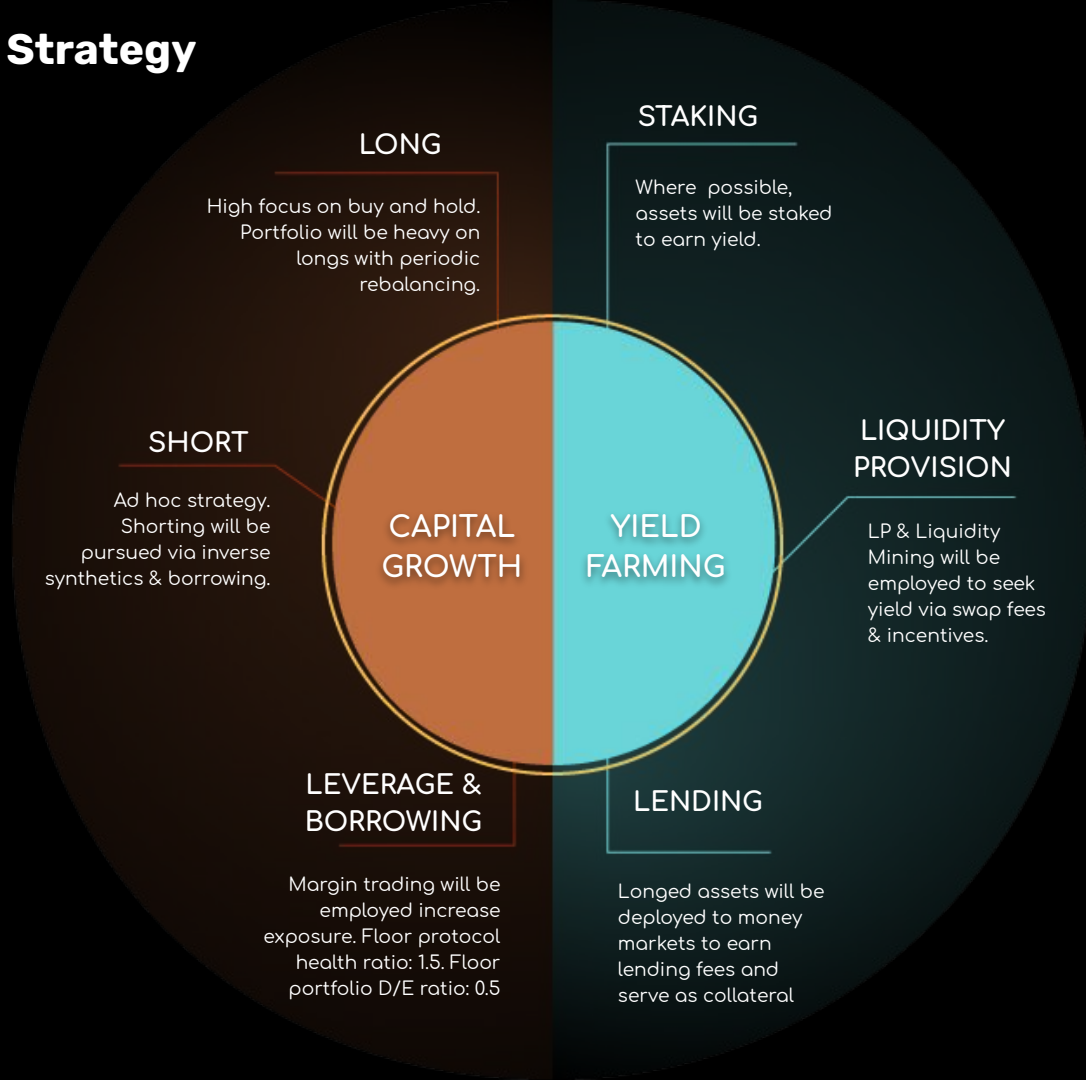 Strategy
LONG
High focus on buy and hold.
Portfolio will be heavy on
longs with periodic
rebalancing.
STAKING
Where possible,
assets will be staked
to earn yield.
SHORT
Ad hoc strategy.
Shorting will be
pursued via inverse
synthetics & borrowing.
CAPITAL
GROWTH
YIELD
FARMING
LIQUIDITY
PROVISION
LP & Liquidity
Mining will be
employed to seek
yield via swap fees
& incentives.
LEVERAGE &
BORROWING
Margin trading will be
employed increase
exposure. Floor protocol
health ratio: 1.5. Floor
portfolio D/E ratio: 0.5
LENDING
Longed assets will be
deployed to money
markets to earn
lending fees and
serve as collateral